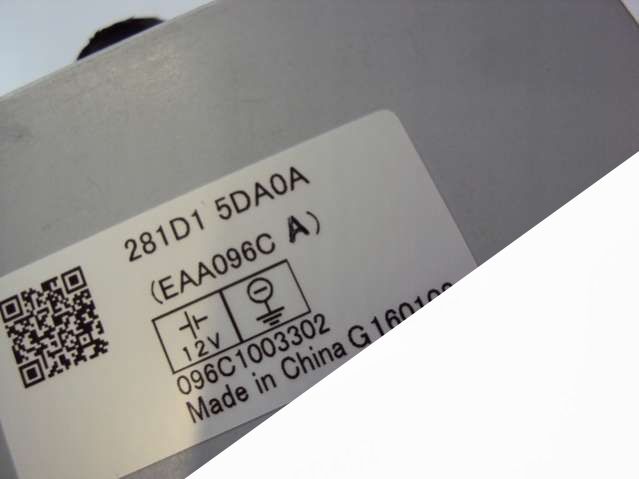 281D1 5DA0A
(EAA096C A)
12V
096C1003302
Made in China